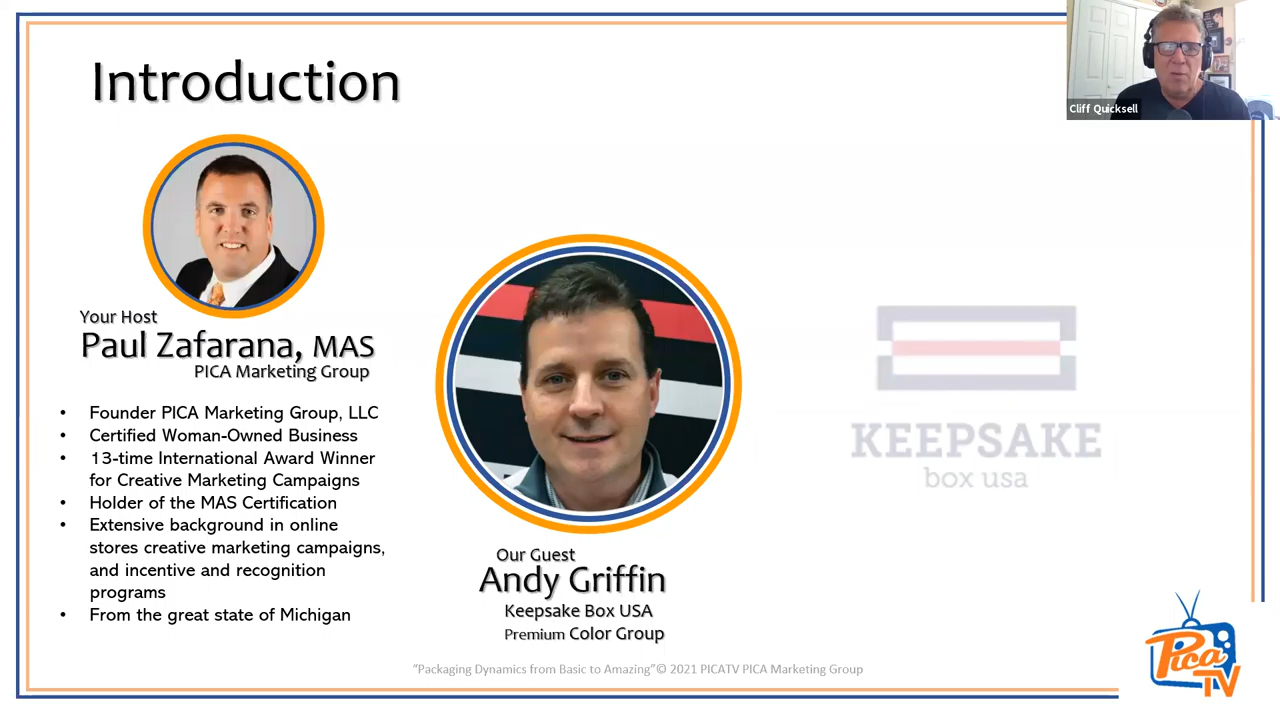 Introduction
Cliff Quicksell
Your Host
Paul Zafarana, MAS
PICA Marketing Group
• Founder PICA Marketing Group, LLC
• Certified Woman-Owned Business
• 13-time International Award Winner
for Creative Marketing Campaigns
• Holder of the MAS Certification
• Extensive background in online
stores creative marketing campaigns,
and incentive and recognition
programs
• From the great state of Michigan
Our Guest
Andy Griffin
Keepsake Box USA
Premium Color Group
KEEPSAKE
box usa
“Packaging Dynamics from Basic to Amazing”© 2021 PICATV PICA Marketing Group
Pica
TV